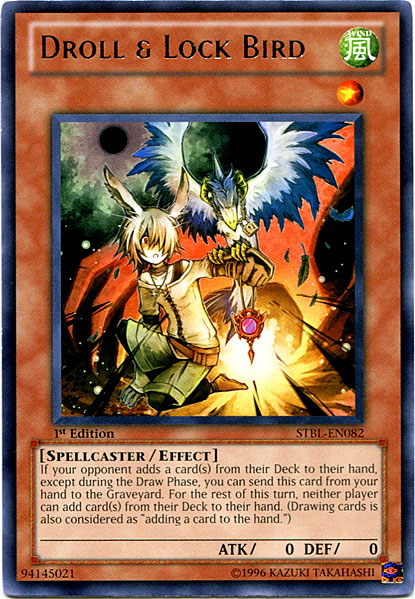 DROLL & LOCK BIRD
WIND
風
1st Edition
STBL-EN082
[SPELLCASTER / EFFECT]
If your opponent adds a card(s) from their Deck to their hand,
except during the Draw Phase, you can send this card from your
hand to the Graveyard. For the rest of this turn, neither player
can add card(s) from their Deck to their hand. (Drawing cards is
also considered as "adding a card to the hand.")
ATK / 0 DEF / 0
94145021
©1996 KAZUKI TAKAHASHI